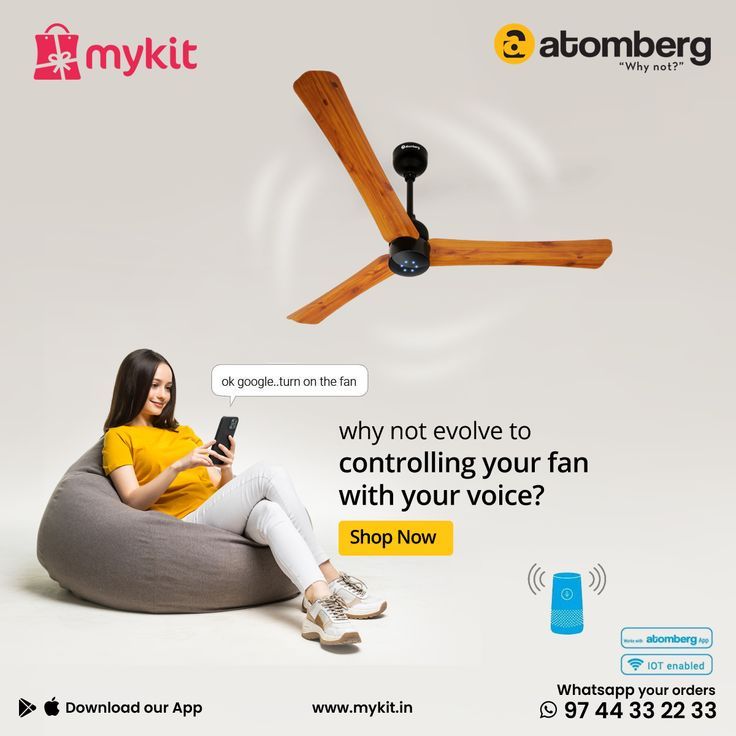 mykit
atomberg
"Why not?"
atomberg
ok google..turn on the fan
why not evolve to
controlling your fan
with your voice?
Shop Now
Works with atomberg App
IOT enabled
Download our App
www.mykit.in
Whatsapp your orders
97 44 33 22 33